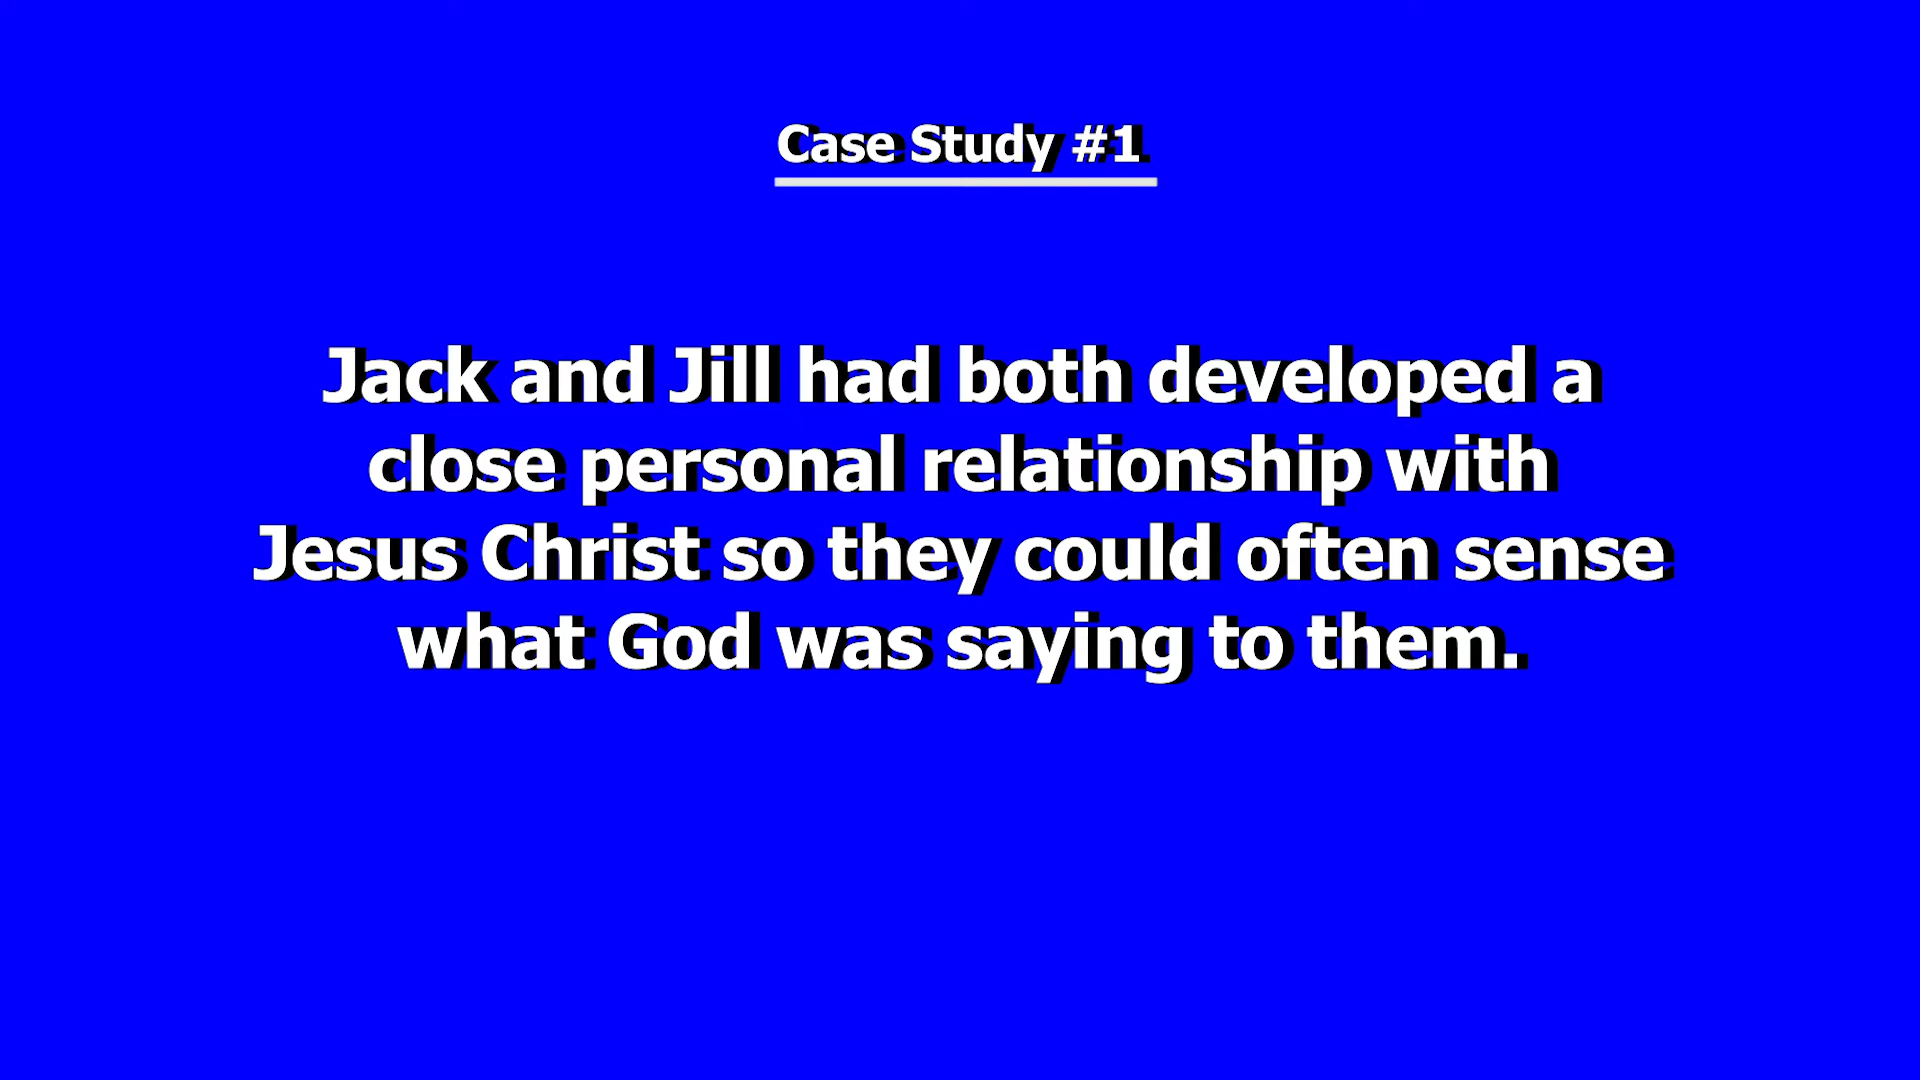 Case Study #1
Jack and Jill had both developed a
close personal relationship with
Jesus Christ so they could often sense
what God was saying to them.